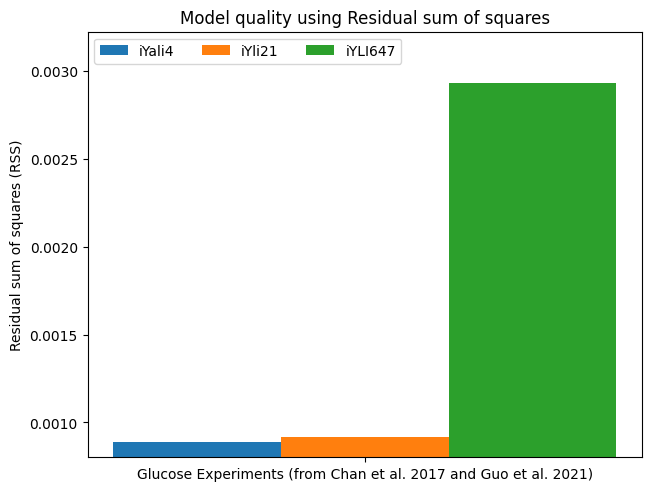 Model quality using Residual sum of squares
iYali4 iYli21 iYLI647
0.0030
0.0025
0.0020
0.0015
0.0010
Residual sum of squares (RSS)
Glucose Experiments (from Chan et al. 2017 and Guo et al. 2021)